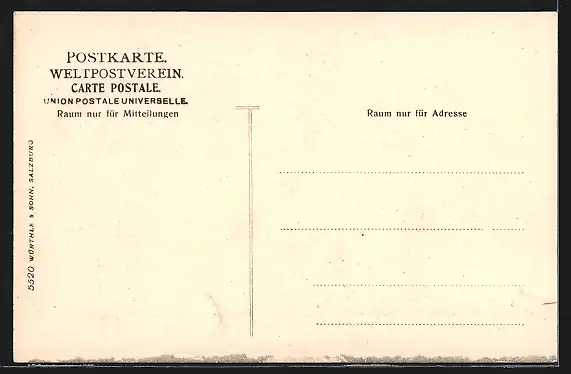 POSTKARTE.
WELTPOSTVEREIN.
CARTE POSTALE.
UNION POSTALE UNIVERSELLE.
Raum nur für Mitteilungen
Raum nur für Adresse
5520 WÜRTHLE & SOHN, SALZBURG